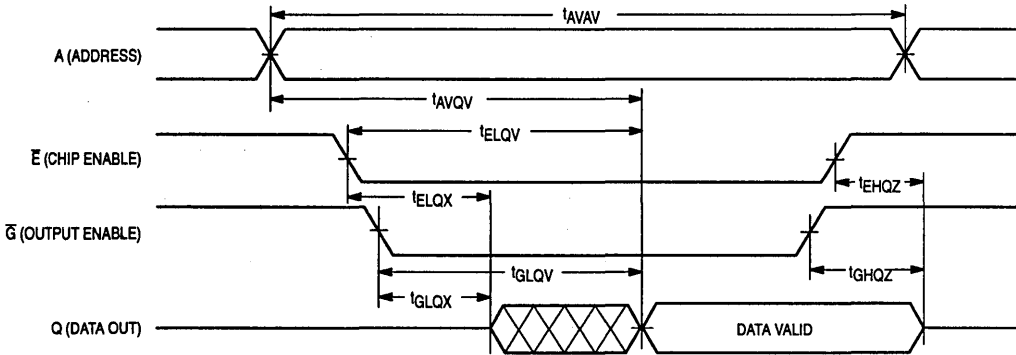 tAVAV
A (ADDRESS)
tAVQV
tELQV
E̅ (CHIP ENABLE)
tEHQZ
tELQX
G̅ (OUTPUT ENABLE)
tGLQV
tGHQZ
tGLQX
Q (DATA OUT)
DATA VALID